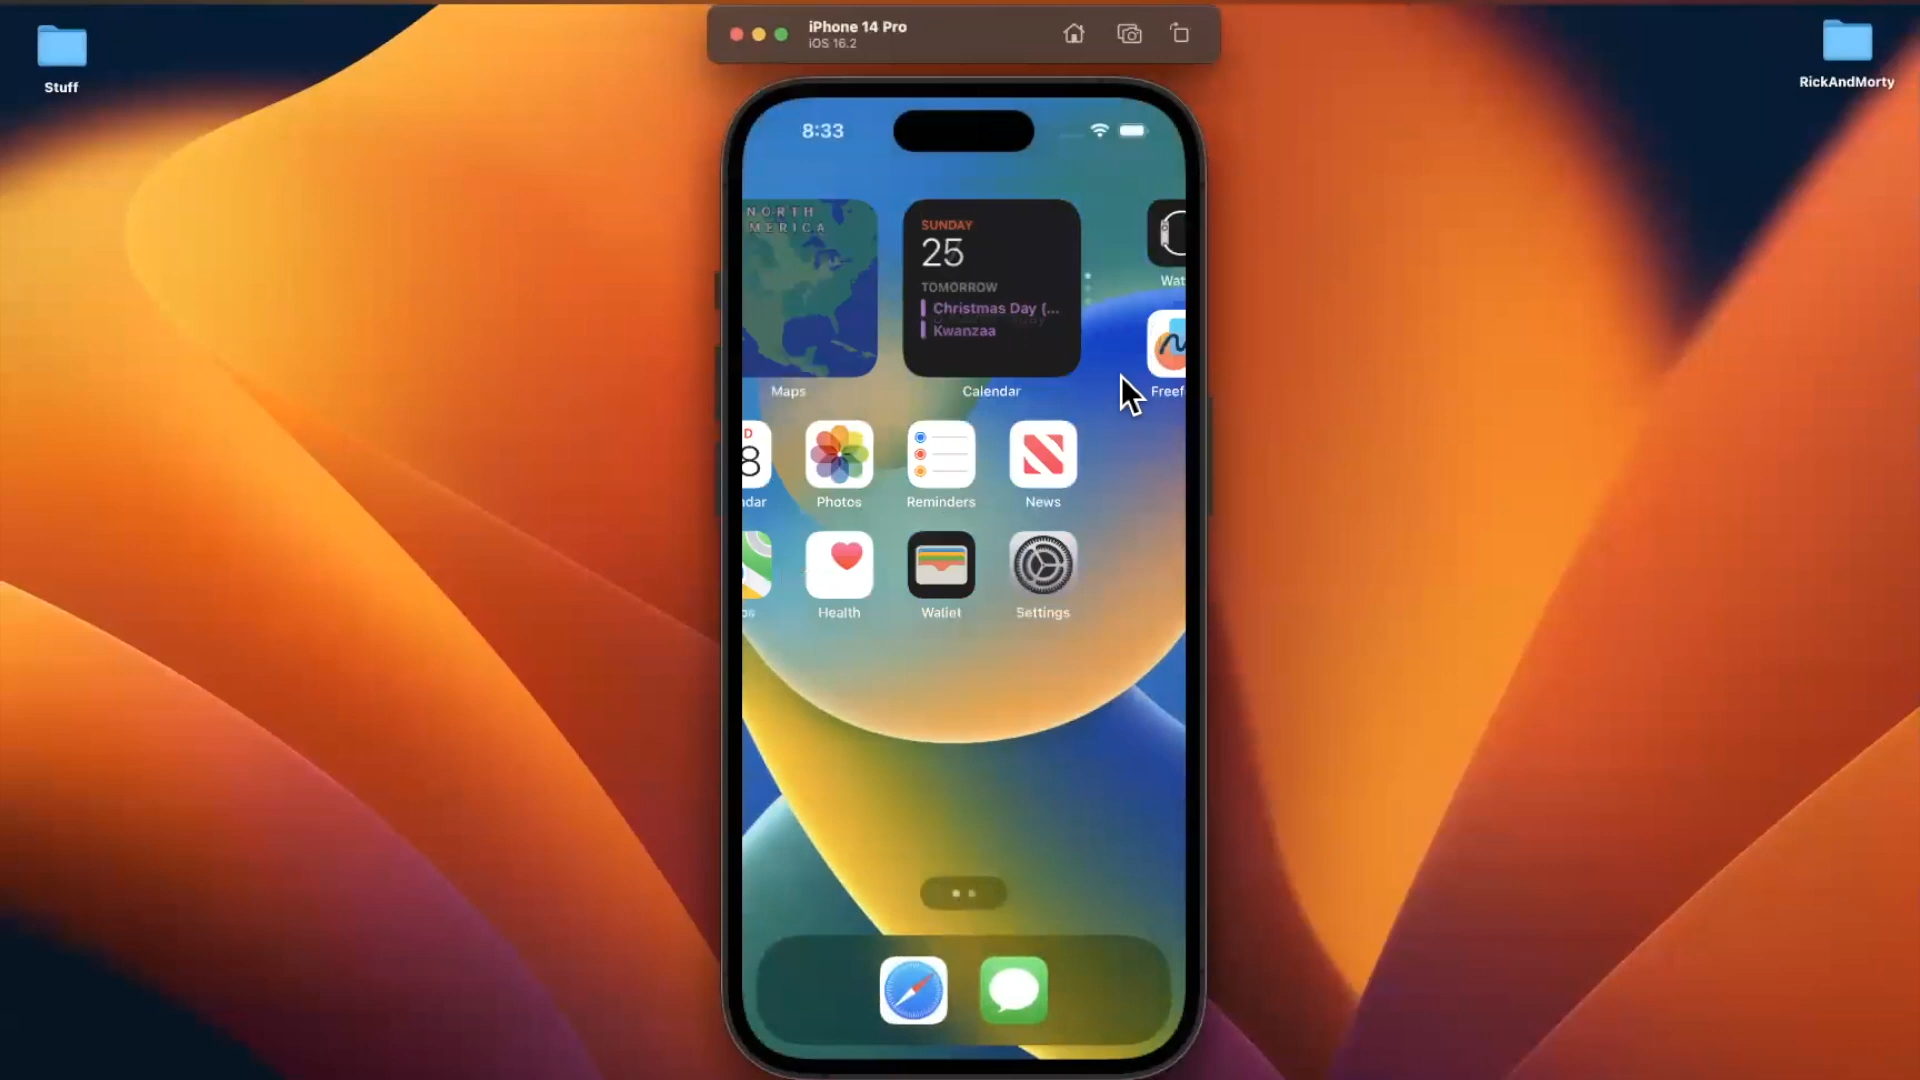 iPhone 14 Pro
iOS 16.2
Stuff
RickAndMorty
8:33
NORTH
MERICA
SUNDAY
25
TOMORROW
Christmas Day (...
Kwanzaa
Wat
Maps
Calendar
Freef
D
8
ndar
Photos
Reminders
News
Health
Wallet
Settings